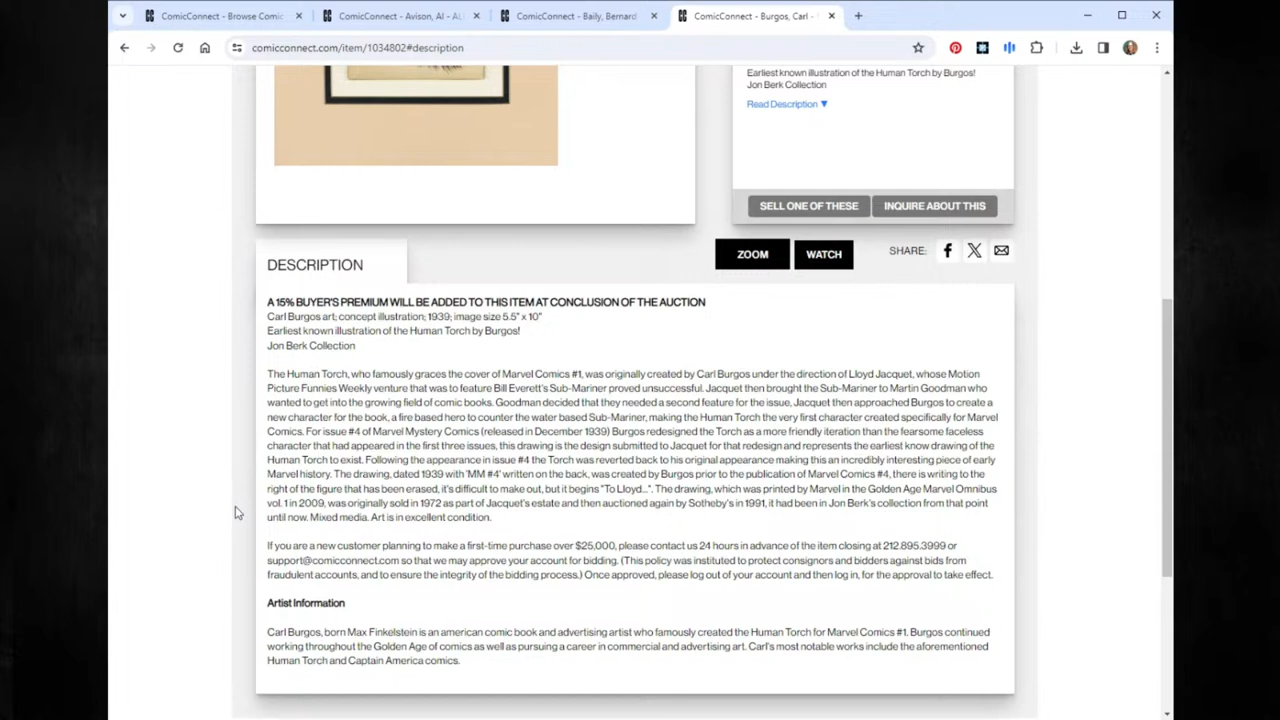 ComicConnect - Browse Comic
ComicConnect - Avison, Al - AL
ComicConnect - Baily, Bernard
ComicConnect - Burgos, Carl -
comicconnect.com/item/1034802#description
Earliest known illustration of the Human Torch by Burgos!
Jon Berk Collection
Read Description ▼
SELL ONE OF THESE
INQUIRE ABOUT THIS
DESCRIPTION
ZOOM
WATCH
SHARE:
A 15% BUYER'S PREMIUM WILL BE ADDED TO THIS ITEM AT CONCLUSION OF THE AUCTION
Carl Burgos art; concept illustration; 1939; image size 5.5" x 10"
Earliest known illustration of the Human Torch by Burgos!
Jon Berk Collection
The Human Torch, who famously graces the cover of Marvel Comics #1, was originally created by Carl Burgos under the direction of Lloyd Jacquet, whose Motion
Picture Funnies Weekly venture that was to feature Bill Everett's Sub-Mariner proved unsuccessful. Jacquet then brought the Sub-Mariner to Martin Goodman who
wanted to get into the growing field of comic books. Goodman decided that they needed a second feature for the issue, Jacquet then approached Burgos to create a
new character for the book, a fire based hero to counter the water based Sub-Mariner, making the Human Torch the very first character created specifically for Marvel
Comics. For issue #4 of Marvel Mystery Comics (released in December 1939) Burgos redesigned the Torch as a more friendly iteration than the fearsome faceless
character that had appeared in the first three issues, this drawing is the design submitted to Jacquet for that redesign and represents the earliest know drawing of the
Human Torch to exist. Following the appearance in issue #4 the Torch was reverted back to his original appearance making this an incredibly interesting piece of early
Marvel history. The drawing, dated 1939 with 'MM #4' written on the back, was created by Burgos prior to the publication of Marvel Comics #4, there is writing to the
right of the figure that has been erased, it's difficult to make out, but it begins "To Lloyd...". The drawing, which was printed by Marvel in the Golden Age Marvel Omnibus
vol. 1 in 2009, was originally sold in 1972 as part of Jacquet's estate and then auctioned again by Sotheby's in 1991, it had been in Jon Berk's collection from that point
until now. Mixed media. Art is in excellent condition.
If you are a new customer planning to make a first-time purchase over $25,000, please contact us 24 hours in advance of the item closing at 212.895.3999 or
support@comicconnect.com so that we may approve your account for bidding. (This policy was instituted to protect consignors and bidders against bids from
fraudulent accounts, and to ensure the integrity of the bidding process.) Once approved, please log out of your account and then log in, for the approval to take effect.
Artist Information
Carl Burgos, born Max Finkelstein is an american comic book and advertising artist who famously created the Human Torch for Marvel Comics #1. Burgos continued
working throughout the Golden Age of comics as well as pursuing a career in commercial and advertising art. Carl's most notable works include the aforementioned
Human Torch and Captain America comics.